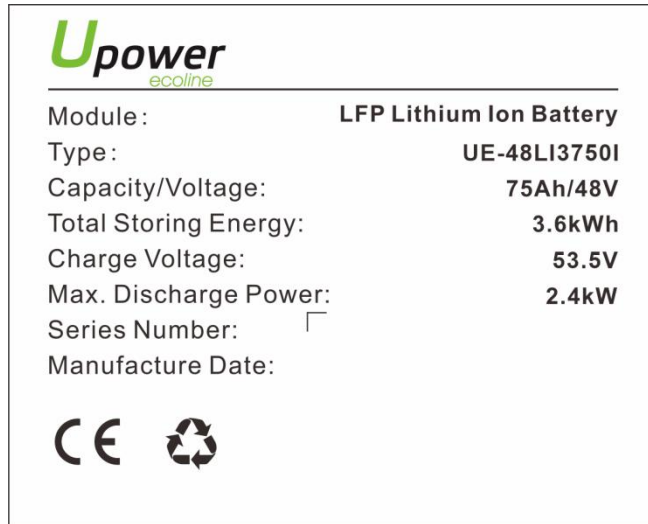 Upower
ecoline
Module: LFP Lithium Ion Battery
Type: UE-48LI3750I
Capacity/Voltage: 75Ah/48V
Total Storing Energy: 3.6kWh
Charge Voltage: 53.5V
Max. Discharge Power: 2.4kW
Series Number:
Manufacture Date:
CE